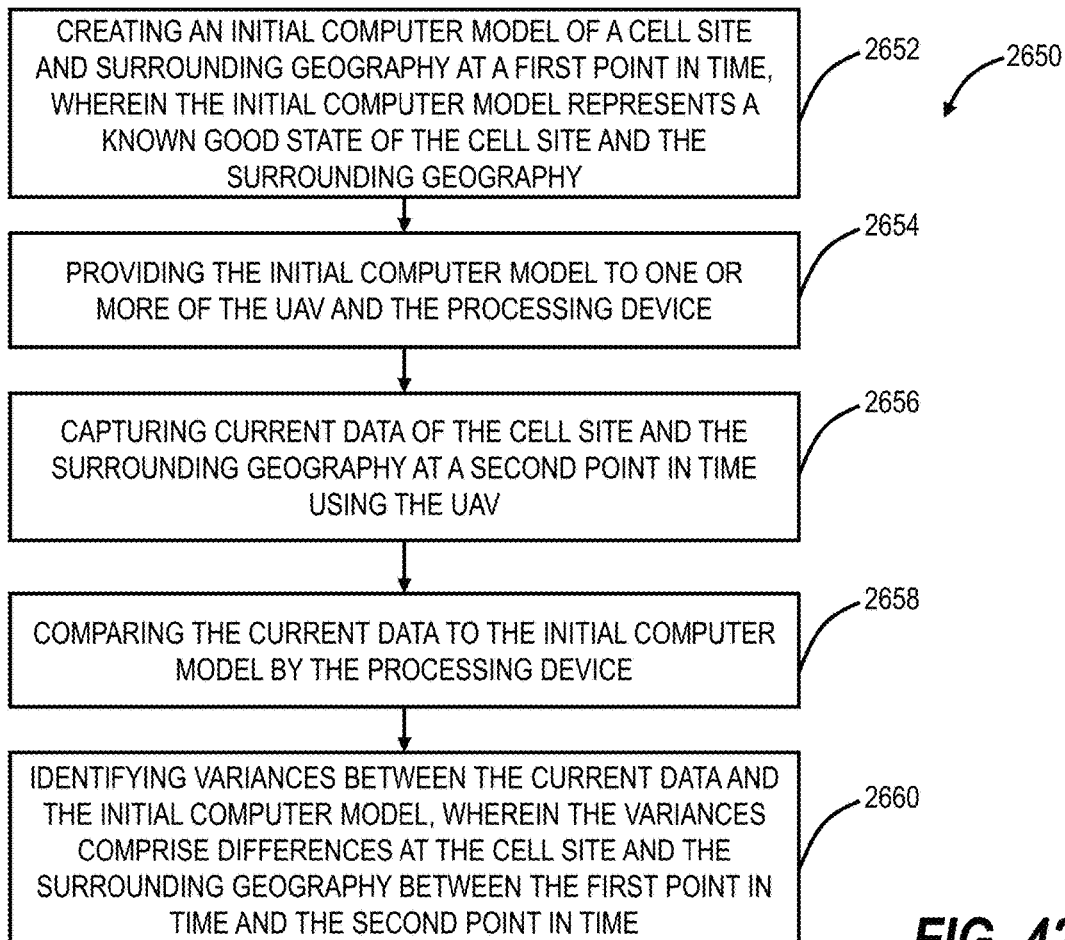 CREATING AN INITIAL COMPUTER MODEL OF A CELL SITE
AND SURROUNDING GEOGRAPHY AT A FIRST POINT IN TIME,
WHEREIN THE INITIAL COMPUTER MODEL REPRESENTS A
KNOWN GOOD STATE OF THE CELL SITE AND THE
SURROUNDING GEOGRAPHY
2652
2650
PROVIDING THE INITIAL COMPUTER MODEL TO ONE OR
MORE OF THE UAV AND THE PROCESSING DEVICE
2654
CAPTURING CURRENT DATA OF THE CELL SITE AND THE
SURROUNDING GEOGRAPHY AT A SECOND POINT IN TIME
USING THE UAV
2656
COMPARING THE CURRENT DATA TO THE INITIAL COMPUTER
MODEL BY THE PROCESSING DEVICE
2658
IDENTIFYING VARIANCES BETWEEN THE CURRENT DATA AND
THE INITIAL COMPUTER MODEL, WHEREIN THE VARIANCES
COMPRISE DIFFERENCES AT THE CELL SITE AND THE
SURROUNDING GEOGRAPHY BETWEEN THE FIRST POINT IN
TIME AND THE SECOND POINT IN TIME
2660
FIG.